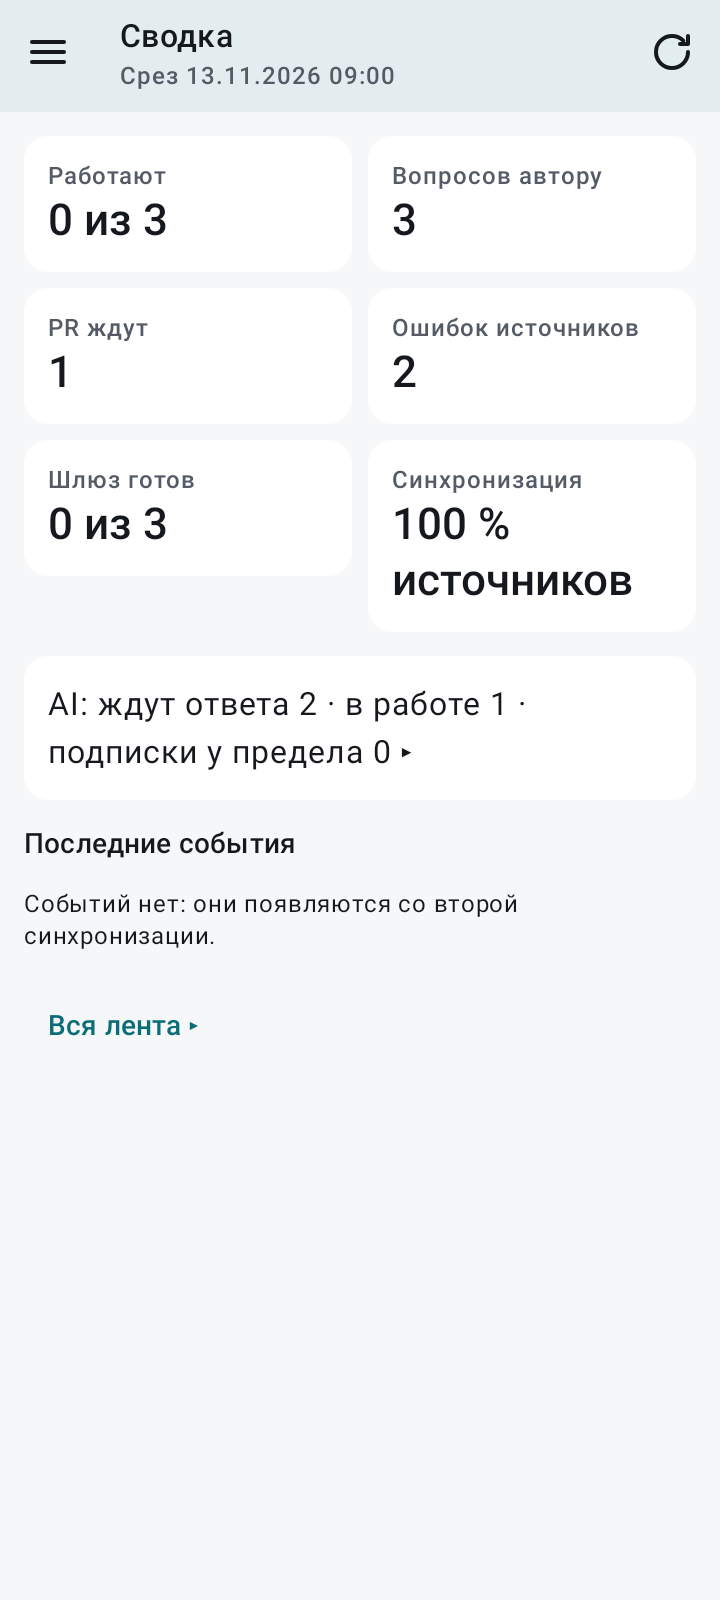 Сводка
Срез 13.11.2026 09:00
Работают
0 из 3
Вопросов автору
3
PR ждут
1
Ошибок источников
2
Шлюз готов
0 из 3
Синхронизация
100 %
источников
AI: ждут ответа 2 · в работе 1 ·
подписки у предела 0 ▸
Последние события
Событий нет: они появляются со второй
синхронизации.
Вся лента ▸